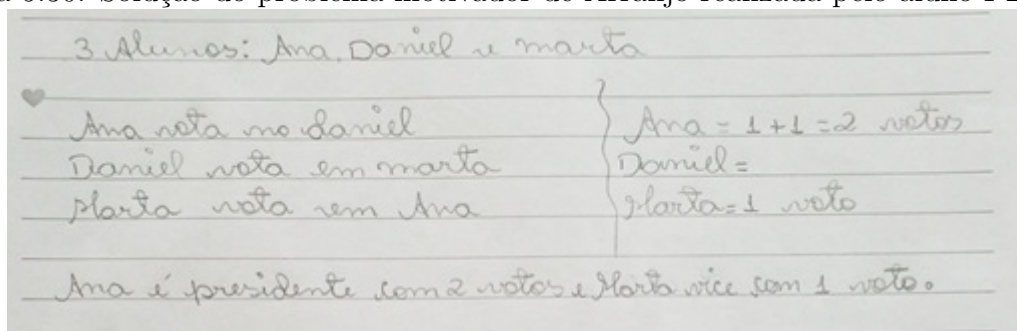 3 Alunos: Ana, Daniel e marta
Ana vota no daniel
Daniel vota em marta
Marta vota em Ana
Ana = 1 + 1 = 2 votos
Daniel =
Marta = 1 voto
Ana é presidente com 2 votos e Marta vice com 1 voto.